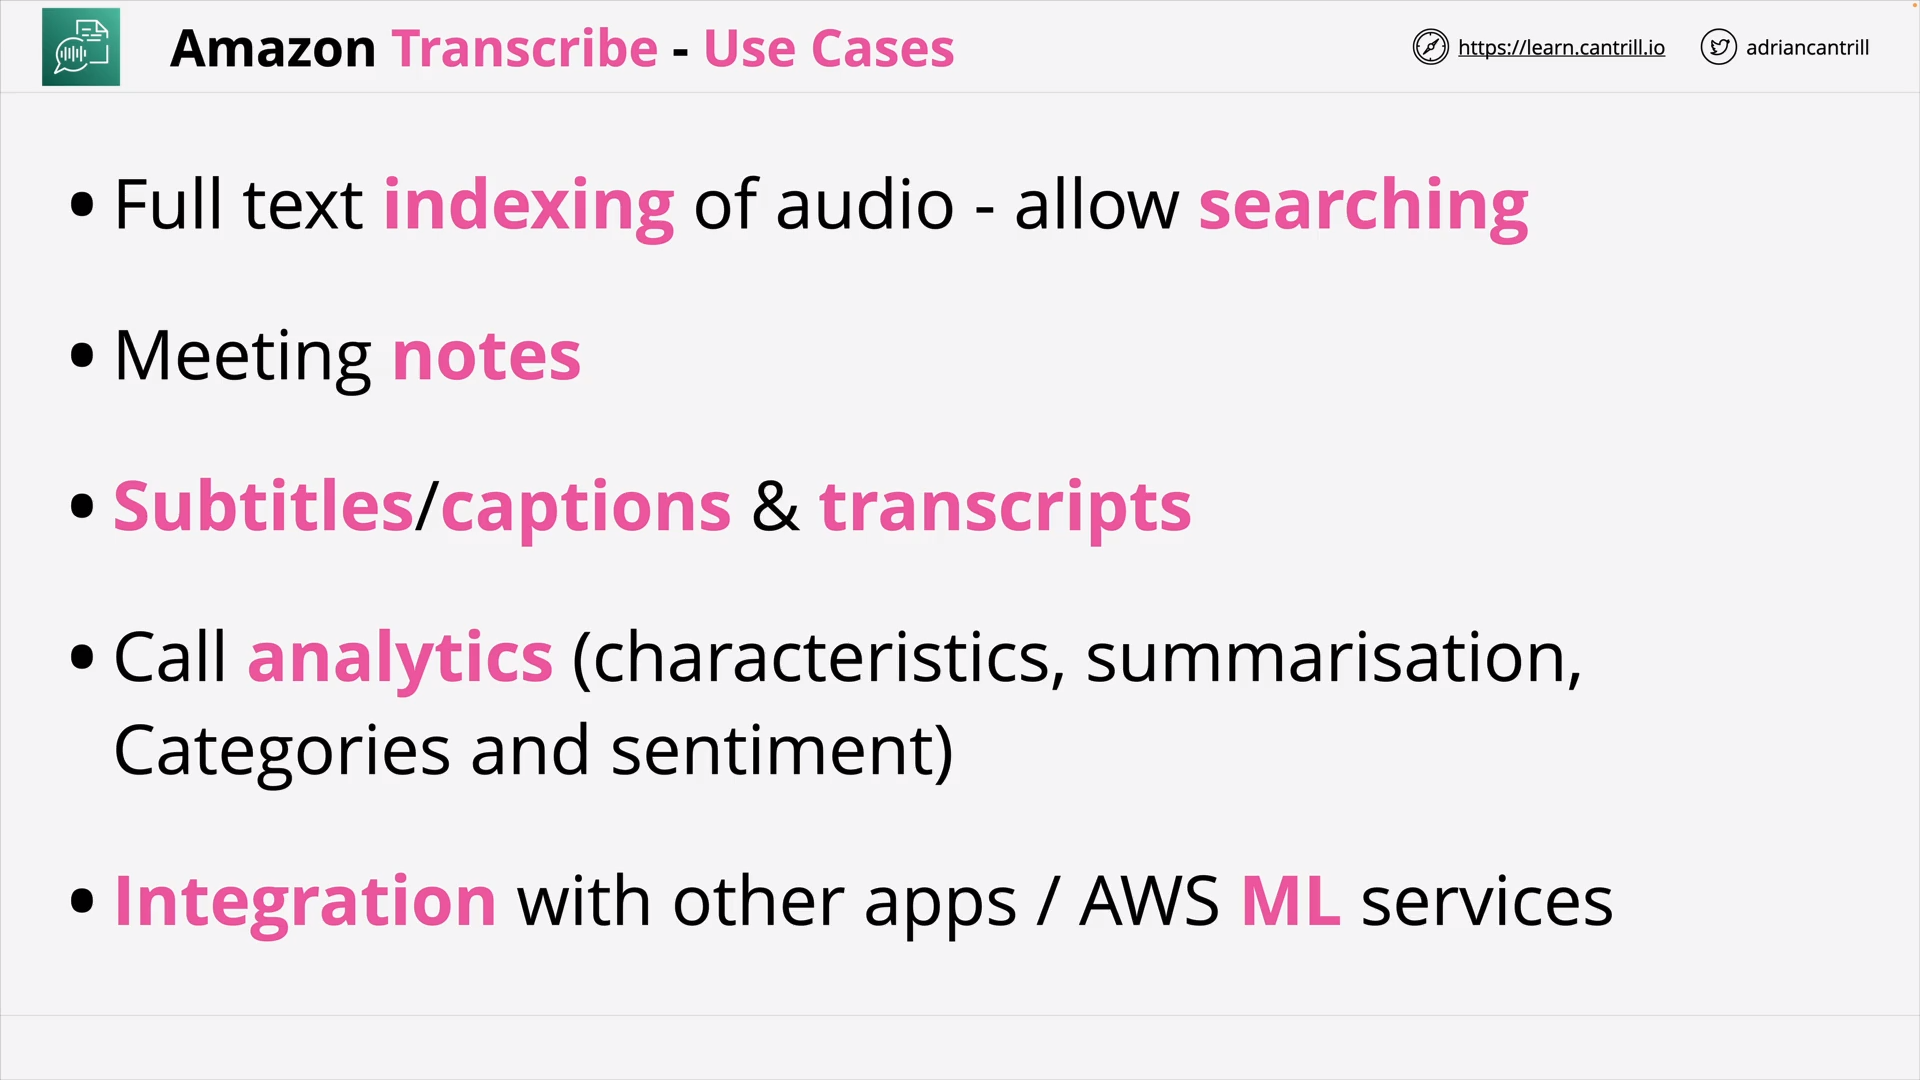 Amazon Transcribe - Use Cases
https://learn.cantrill.io
adriancantrill
• Full text indexing of audio - allow searching
• Meeting notes
• Subtitles/captions & transcripts
• Call analytics (characteristics, summarisation,
Categories and sentiment)
• Integration with other apps / AWS ML services